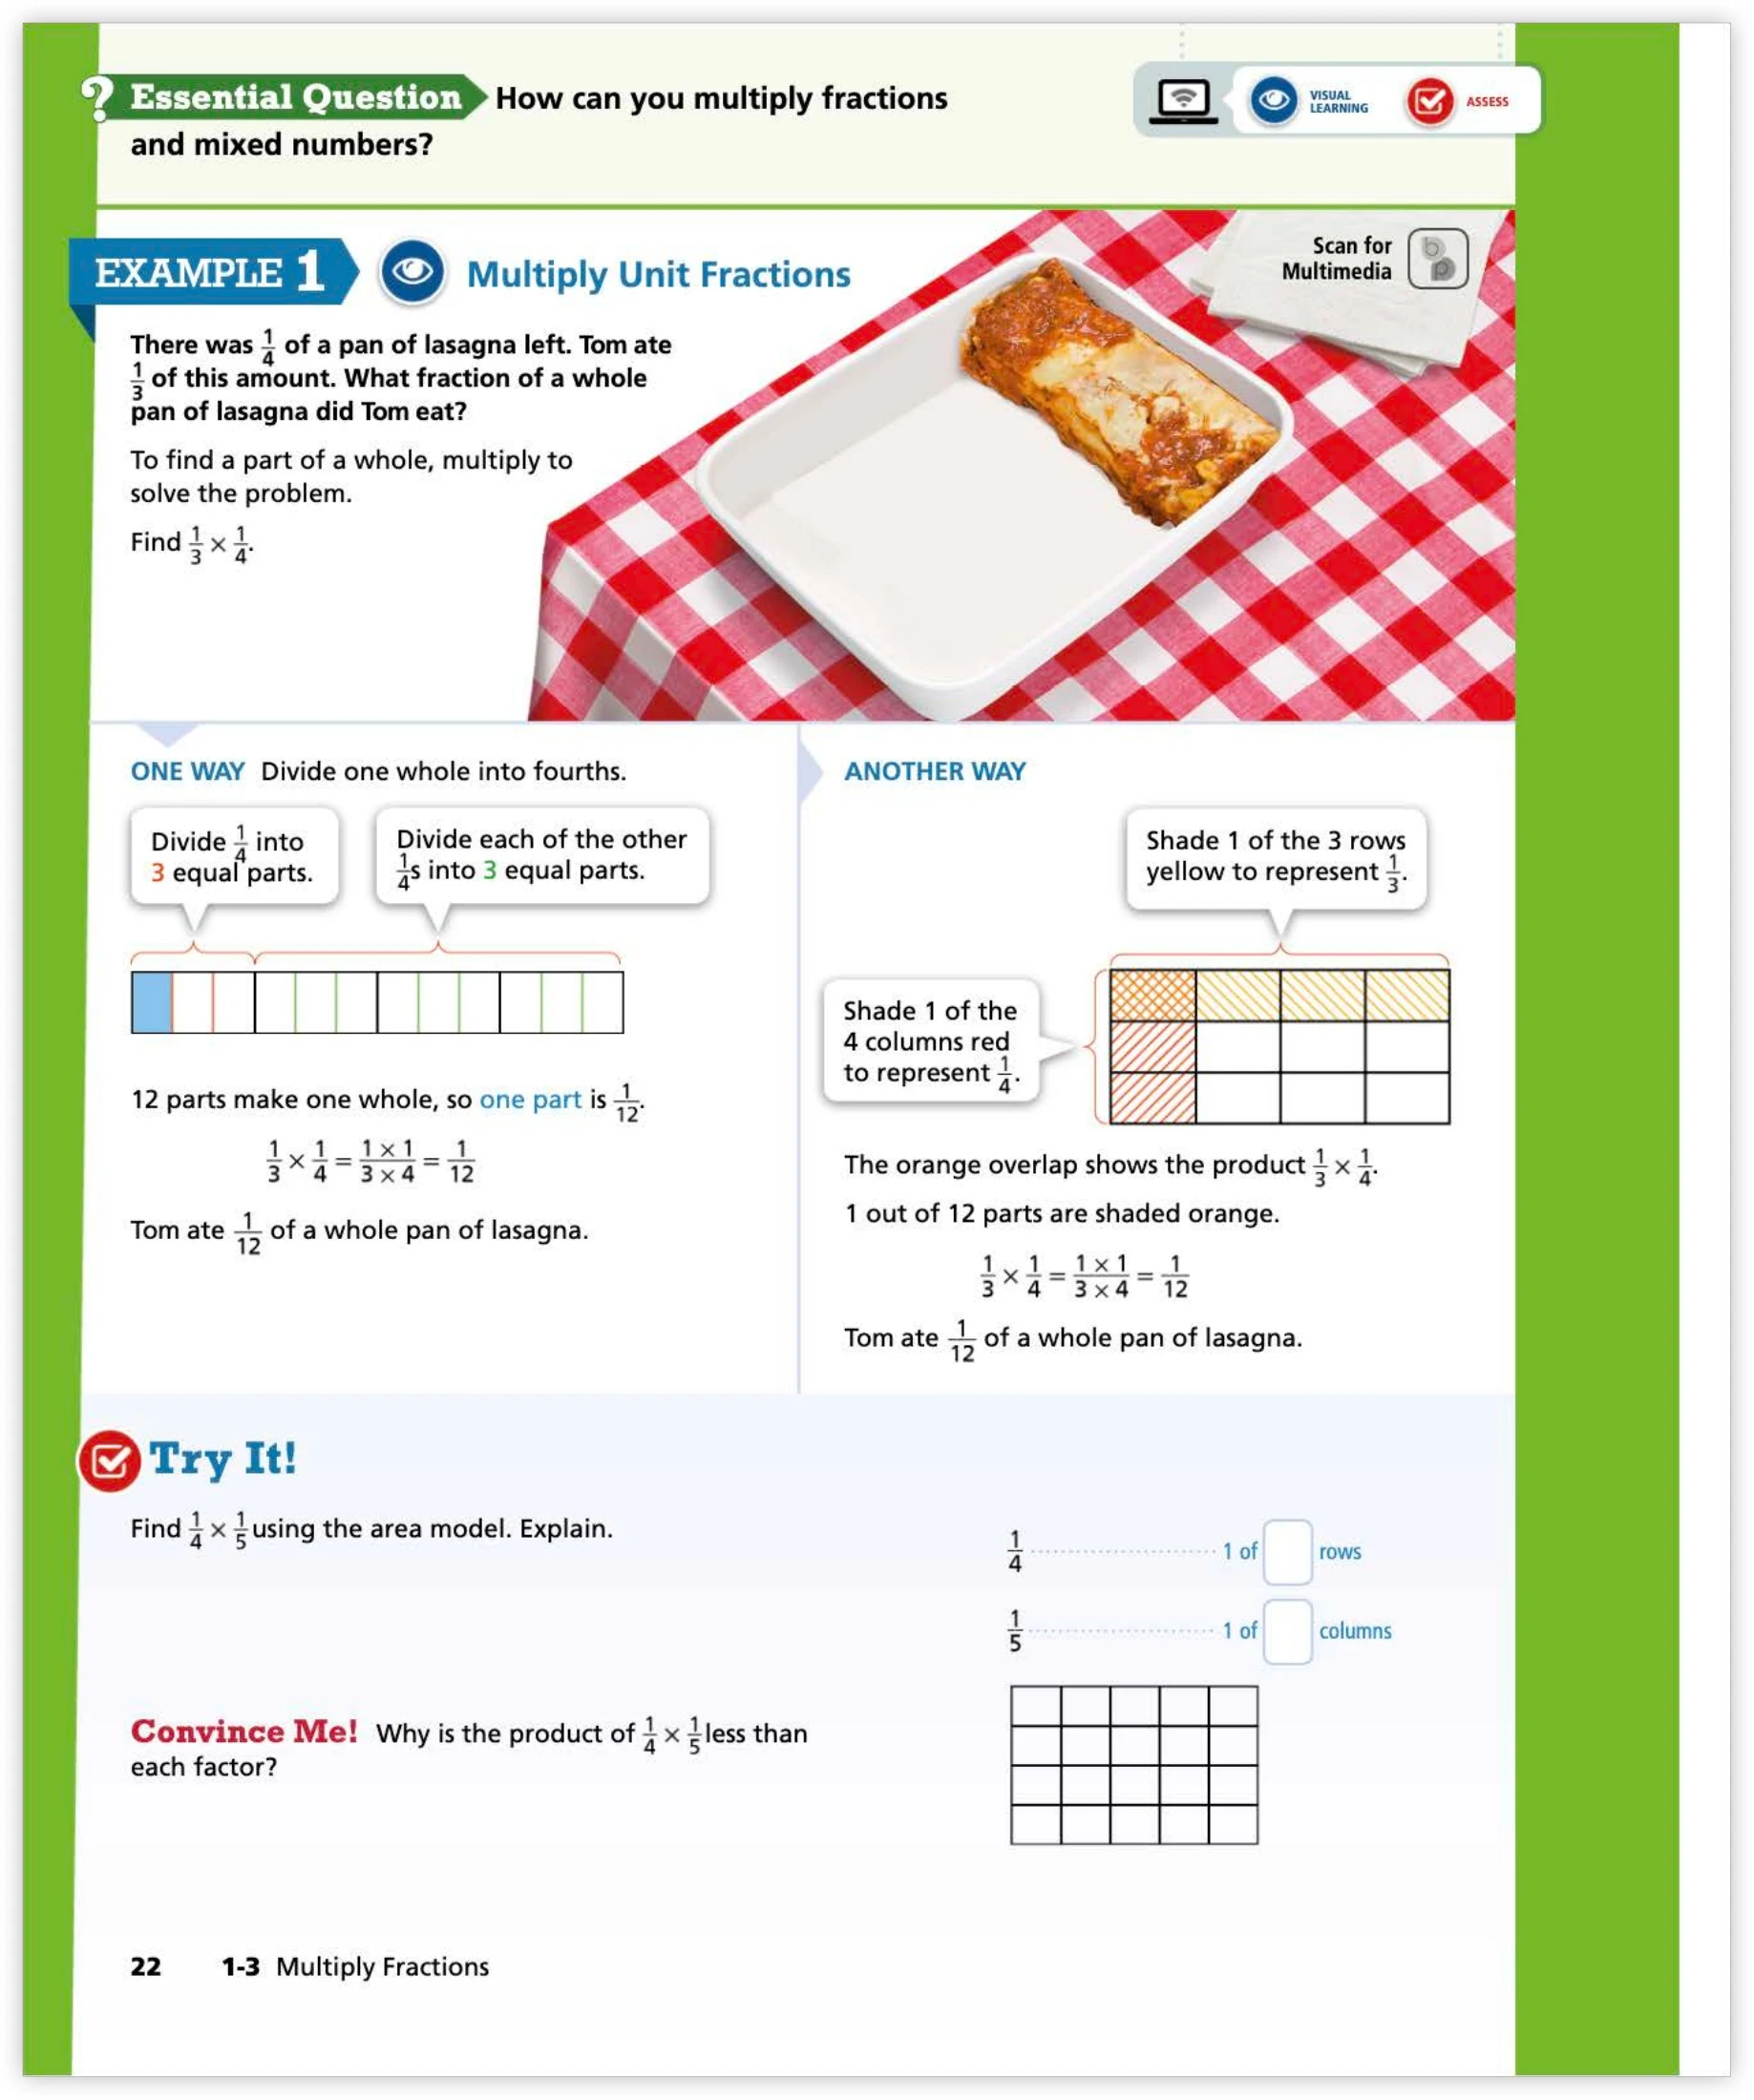 ? Essential Question How can you multiply fractions
and mixed numbers?
VISUAL
LEARNING
ASSESS
EXAMPLE 1 Multiply Unit Fractions
Scan for
Multimedia
There was 1/4 of a pan of lasagna left. Tom ate
1/3 of this amount. What fraction of a whole
pan of lasagna did Tom eat?
To find a part of a whole, multiply to
solve the problem.
Find 1/3 × 1/4.
ONE WAY Divide one whole into fourths.
Divide 1/4 into
3 equal parts.
Divide each of the other
1/4s into 3 equal parts.
12 parts make one whole, so one part is 1/12.
1/3 × 1/4 = 1 × 1/3 × 4 = 1/12
Tom ate 1/12 of a whole pan of lasagna.
ANOTHER WAY
Shade 1 of the 3 rows
yellow to represent 1/3.
Shade 1 of the
4 columns red
to represent 1/4.
The orange overlap shows the product 1/3 × 1/4.
1 out of 12 parts are shaded orange.
1/3 × 1/4 = 1 × 1/3 × 4 = 1/12
Tom ate 1/12 of a whole pan of lasagna.
Try It!
Find 1/4 × 1/5 using the area model. Explain.
1/4 1 of rows
1/5 1 of columns
Convince Me! Why is the product of 1/4 × 1/5 less than
each factor?
22 1-3 Multiply Fractions